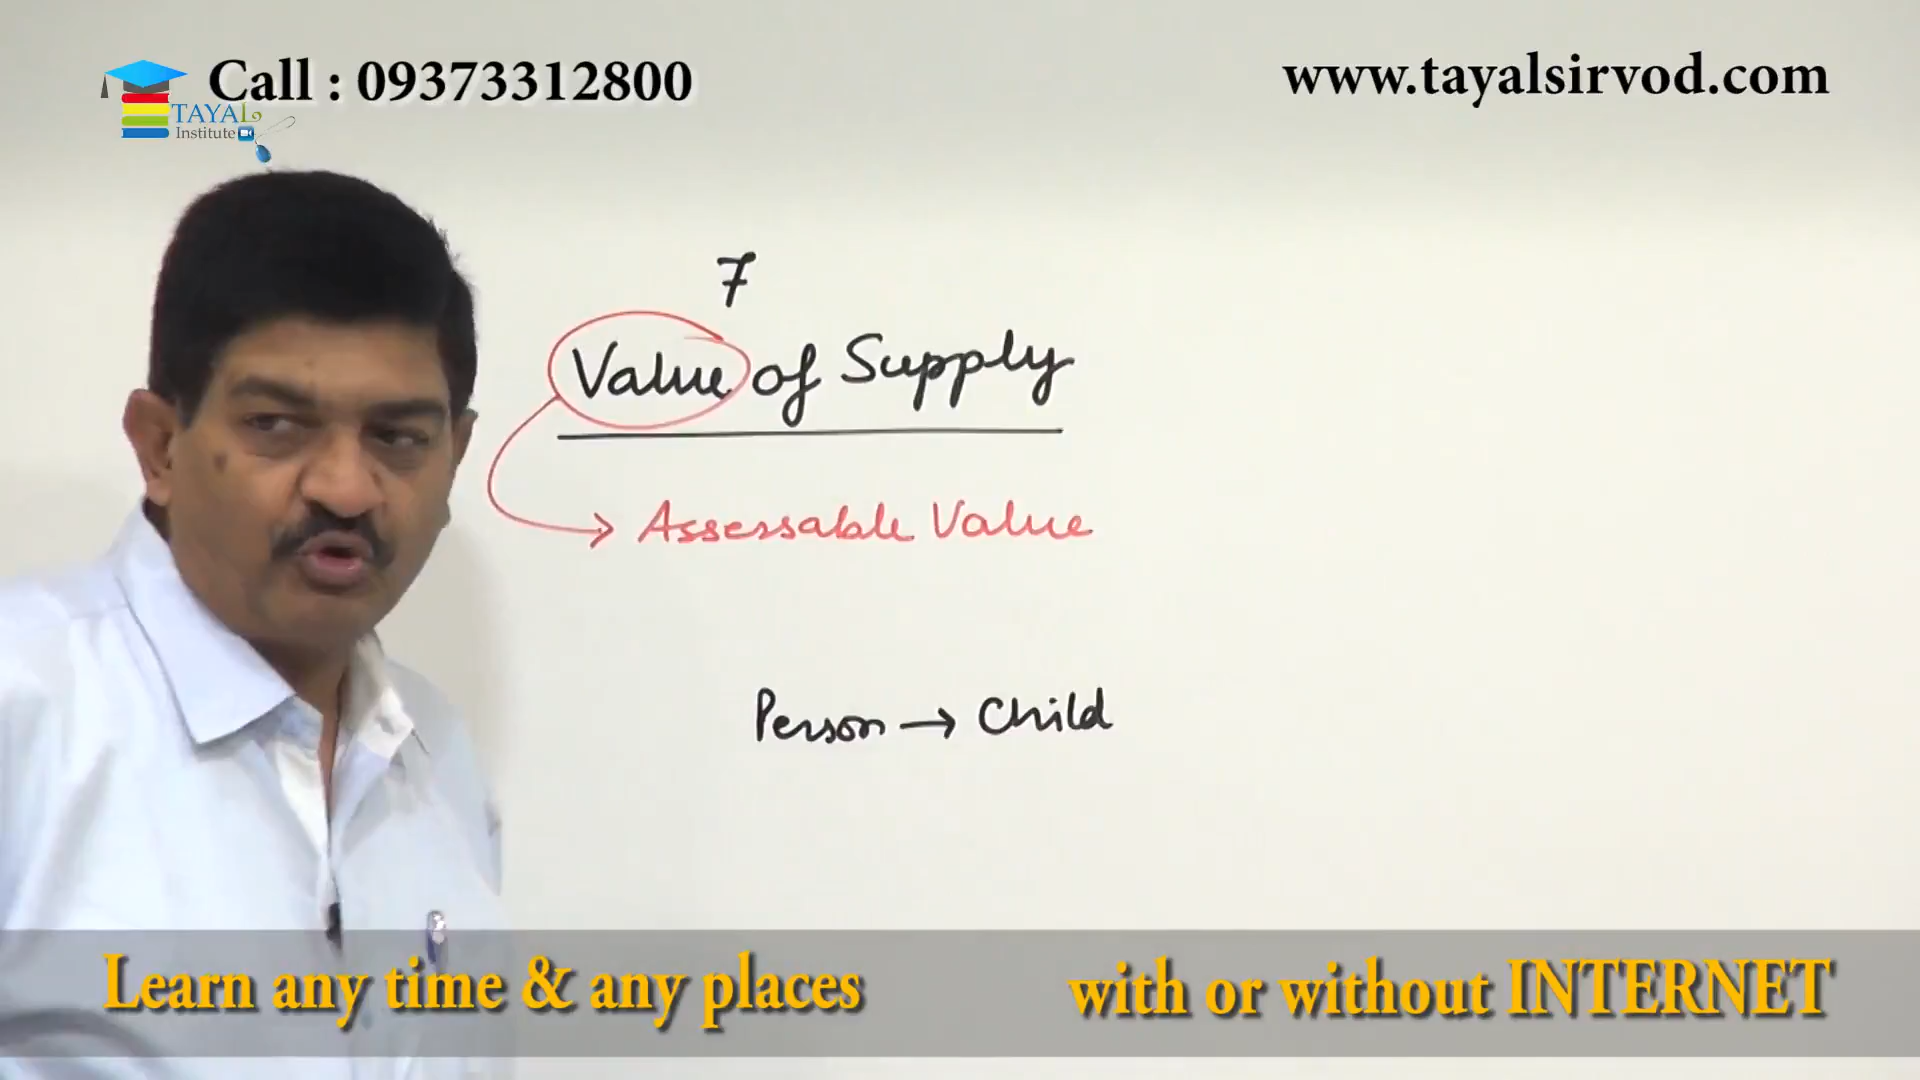 Call : 09373312800
www.tayalsirvod.com
TAYAL
Institute
7
Value of Supply
→ Assessable Value
Person → Child
Learn any time & any places
with or without INTERNET